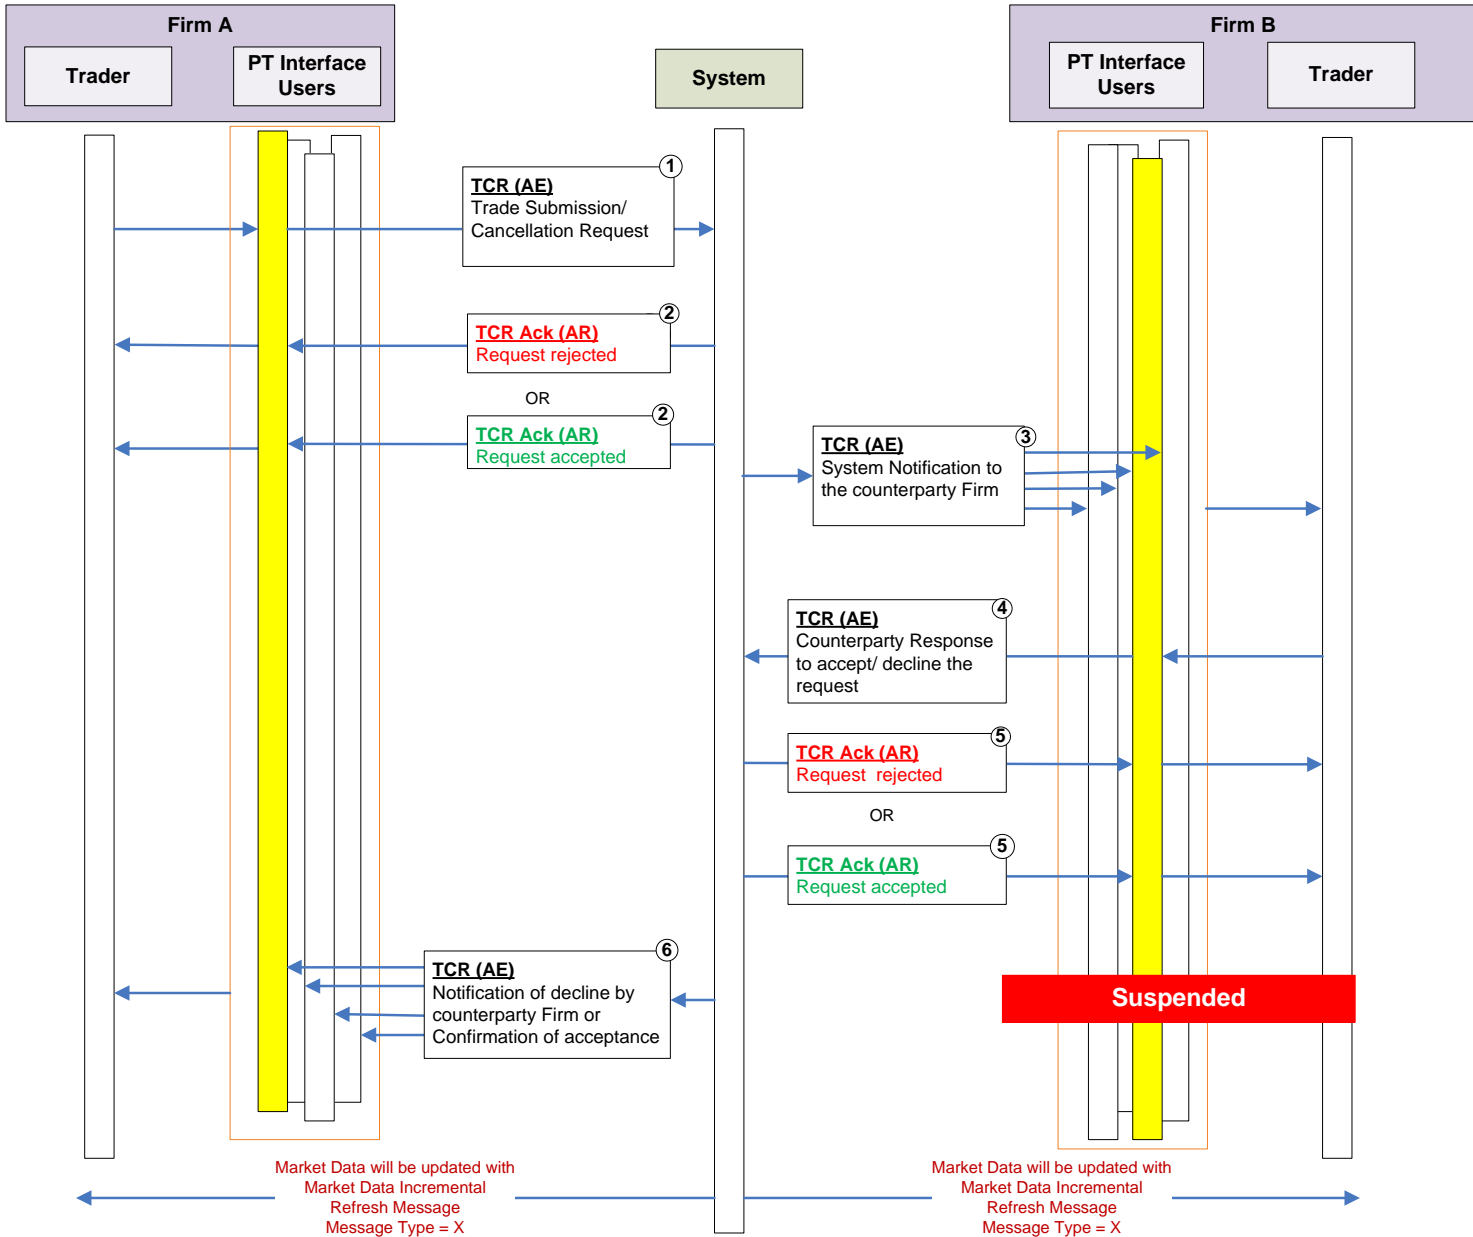 Firm A
Trader
PT Interface
Users
System
Firm B
PT Interface
Users
Trader
1
TCR (AE)
Trade Submission/
Cancellation Request
2
TCR Ack (AR)
Request rejected
OR
2
TCR Ack (AR)
Request accepted
3
TCR (AE)
System Notification to
the counterparty Firm
4
TCR (AE)
Counterparty Response
to accept/ decline the
request
5
TCR Ack (AR)
Request  rejected
OR
5
TCR Ack (AR)
Request accepted
6
TCR (AE)
Notification of decline by
counterparty Firm or
Confirmation of acceptance
Suspended
Market Data will be updated with
Market Data Incremental
Refresh Message
Message Type = X
Market Data will be updated with
Market Data Incremental
Refresh Message
Message Type = X